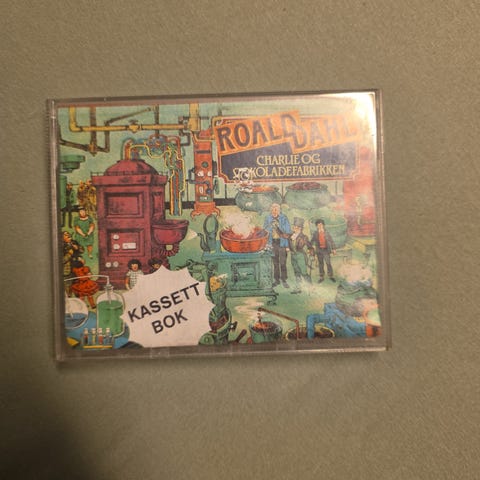 ROALD DAHL
CHARLIE OG
SJOKOLADEFABRIKKEN
KASSETT
BOK